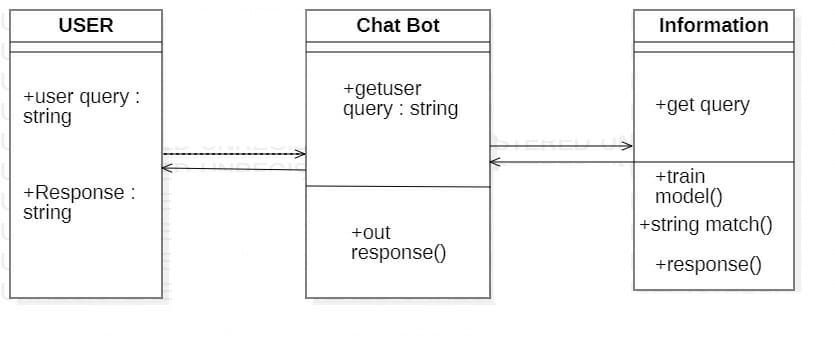 USER
+user query :
string
+Response :
string
Chat Bot
+getuser
query : string
+out
response()
Information
+get query
+train
model()
+string match()
+response()